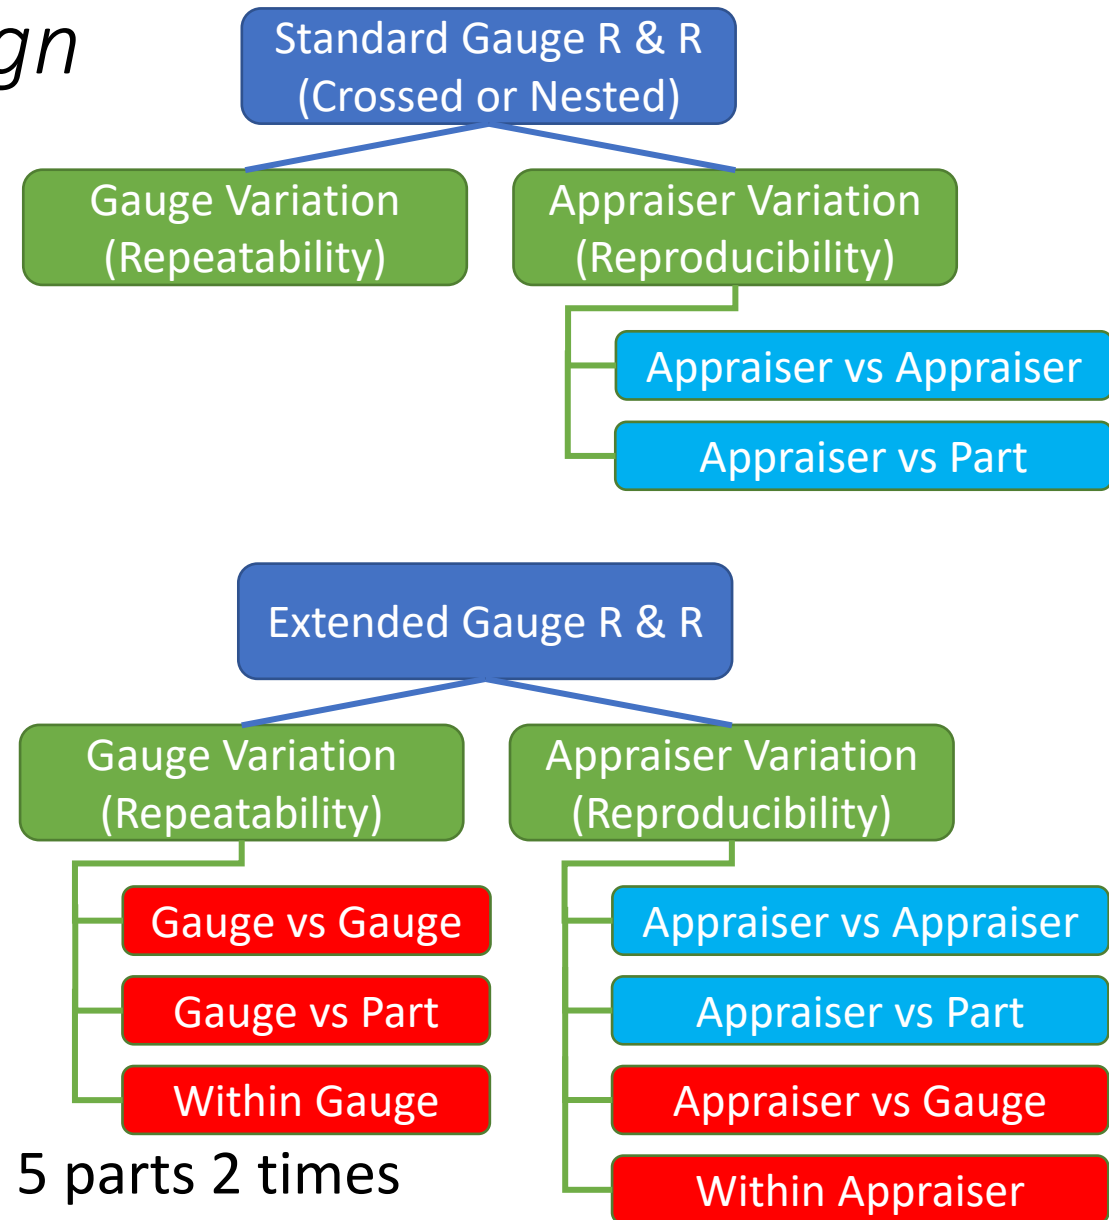 gn
Standard Gauge R & R
(Crossed or Nested)
Gauge Variation
(Repeatability)
Appraiser Variation
(Reproducibility)
Appraiser vs Appraiser
Appraiser vs Part
Extended Gauge R & R
Gauge Variation
(Repeatability)
Appraiser Variation
(Reproducibility)
Gauge vs Gauge
Gauge vs Part
Within Gauge
Appraiser vs Appraiser
Appraiser vs Part
Appraiser vs Gauge
Within Appraiser
5 parts 2 times